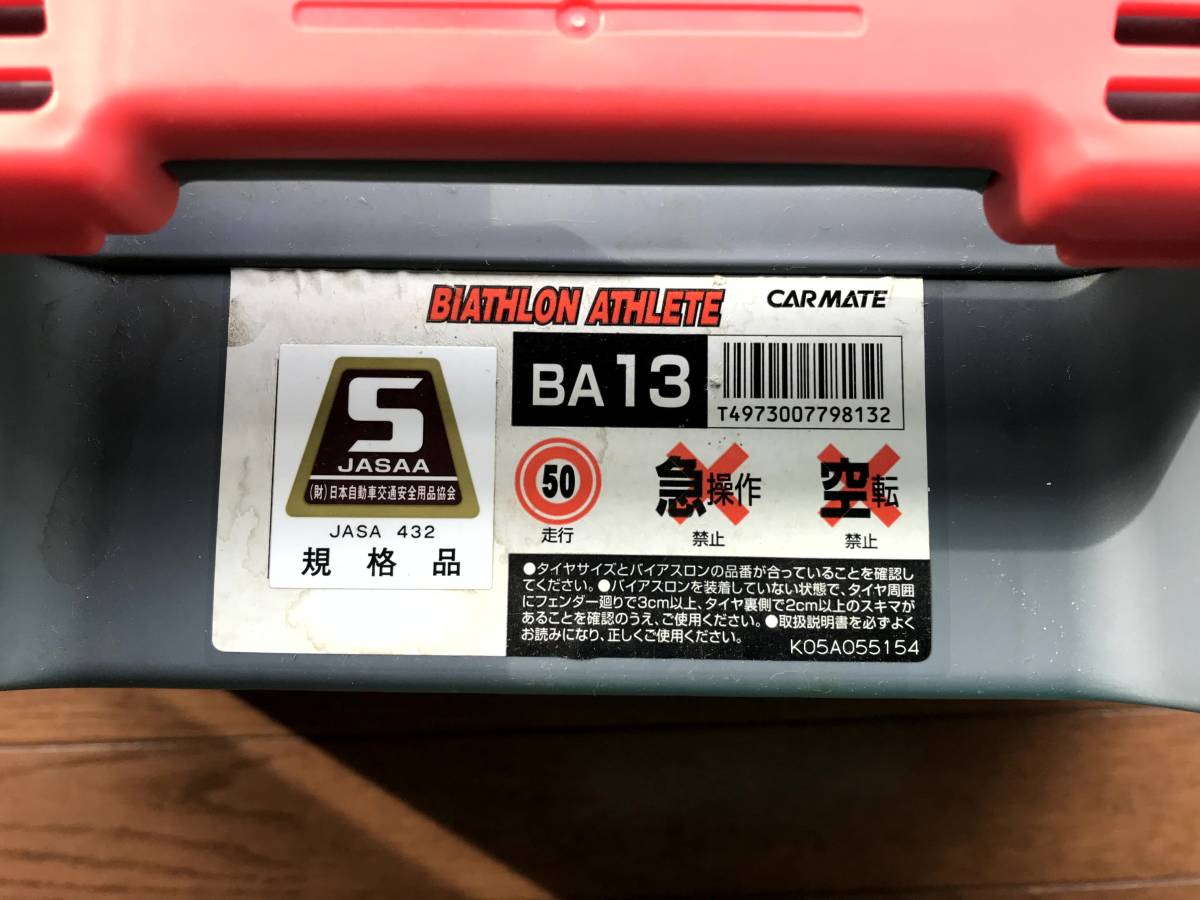 BIATHLON ATHLETE
CARMATE
BA 13
T4973007798132
S
JASAA
(財)日本自動車交通安全用品協会
JASA 432
規格品
50
走行
急操作
禁止
空転
禁止
●タイヤサイズとバイアスロンの品番が合っていることを確認し
てください。●バイアスロンを装着していない状態で、タイヤ周囲
にフェンダー廻りで3cm以上、タイヤ裏側で2cm以上のスキマが
あることを確認のうえ、ご使用ください。●取扱説明書を必ずよく
お読みになり、正しくご使用ください。
K05A055154